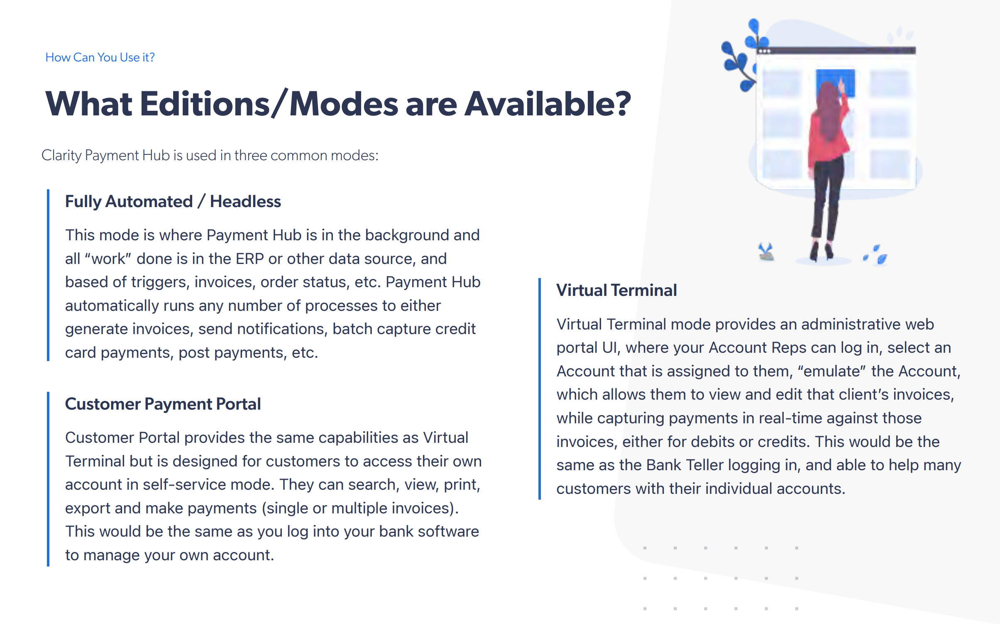 How Can You Use it?
What Editions/Modes are Available?
Clarity Payment Hub is used in three common modes:
Fully Automated / Headless
This mode is where Payment Hub is in the background and
all “work” done is in the ERP or other data source, and
based of triggers, invoices, order status, etc. Payment Hub
automatically runs any number of processes to either
generate invoices, send notifications, batch capture credit
card payments, post payments, etc.
Customer Payment Portal
Customer Portal provides the same capabilities as Virtual
Terminal but is designed for customers to access their own
account in self-service mode. They can search, view, print,
export and make payments (single or multiple invoices).
This would be the same as you log into your bank software
to manage your own account.
Virtual Terminal
Virtual Terminal mode provides an administrative web
portal UI, where your Account Reps can log in, select an
Account that is assigned to them, “emulate” the Account,
which allows them to view and edit that client’s invoices,
while capturing payments in real-time against those
invoices, either for debits or credits. This would be the
same as the Bank Teller logging in, and able to help many
customers with their individual accounts.